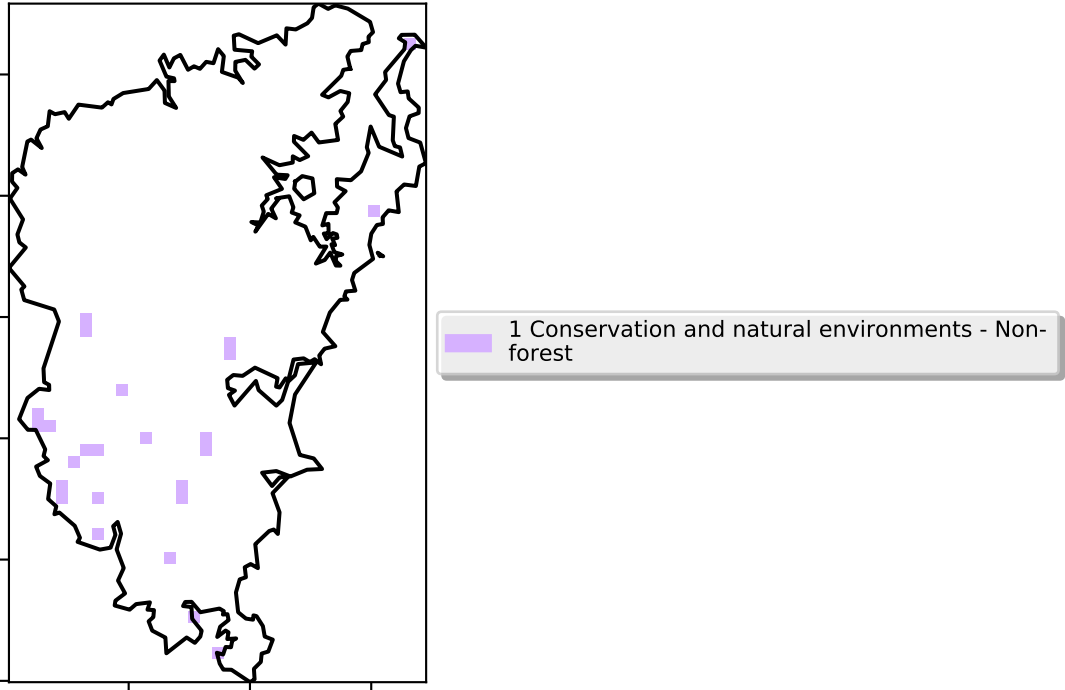 1 Conservation and natural environments - Non-
forest